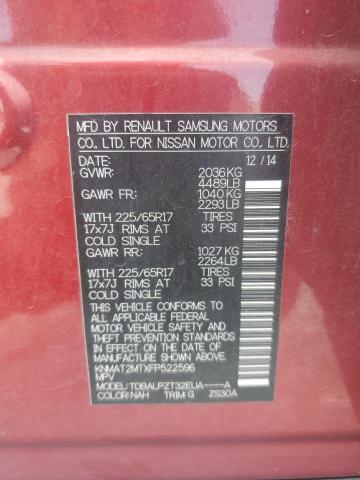 MFD BY RENAULT SAMSUNG MOTORS
CO., LTD. FOR NISSAN MOTOR CO., LTD.
DATE: 12 / 14
GVWR: 2036 KG
4489LB
GAWR FR: 1040 KG
2293LB
WITH 225/65R17 TIRES
17x7J RIMS AT 33 PSI
COLD SINGLE
GAWR RR: 1027 KG
2264LB
WITH 225/65R17 TIRES
17x7J RIMS AT 33 PSI
COLD SINGLE
THIS VEHICLE CONFORMS TO ALL
APPLICABLE U.S. FEDERAL
MOTOR VEHICLE SAFETY, BUMPER
AND THEFT PREVENTION STANDARDS
IN EFFECT ON THE DATE OF
MANUFACTURE SHOWN ABOVE.
KNMAT2MTXFP522596
MPV
MODEL:TDBALPZT32EUA----A
COLOR:NAH TRIM:G ZS30A